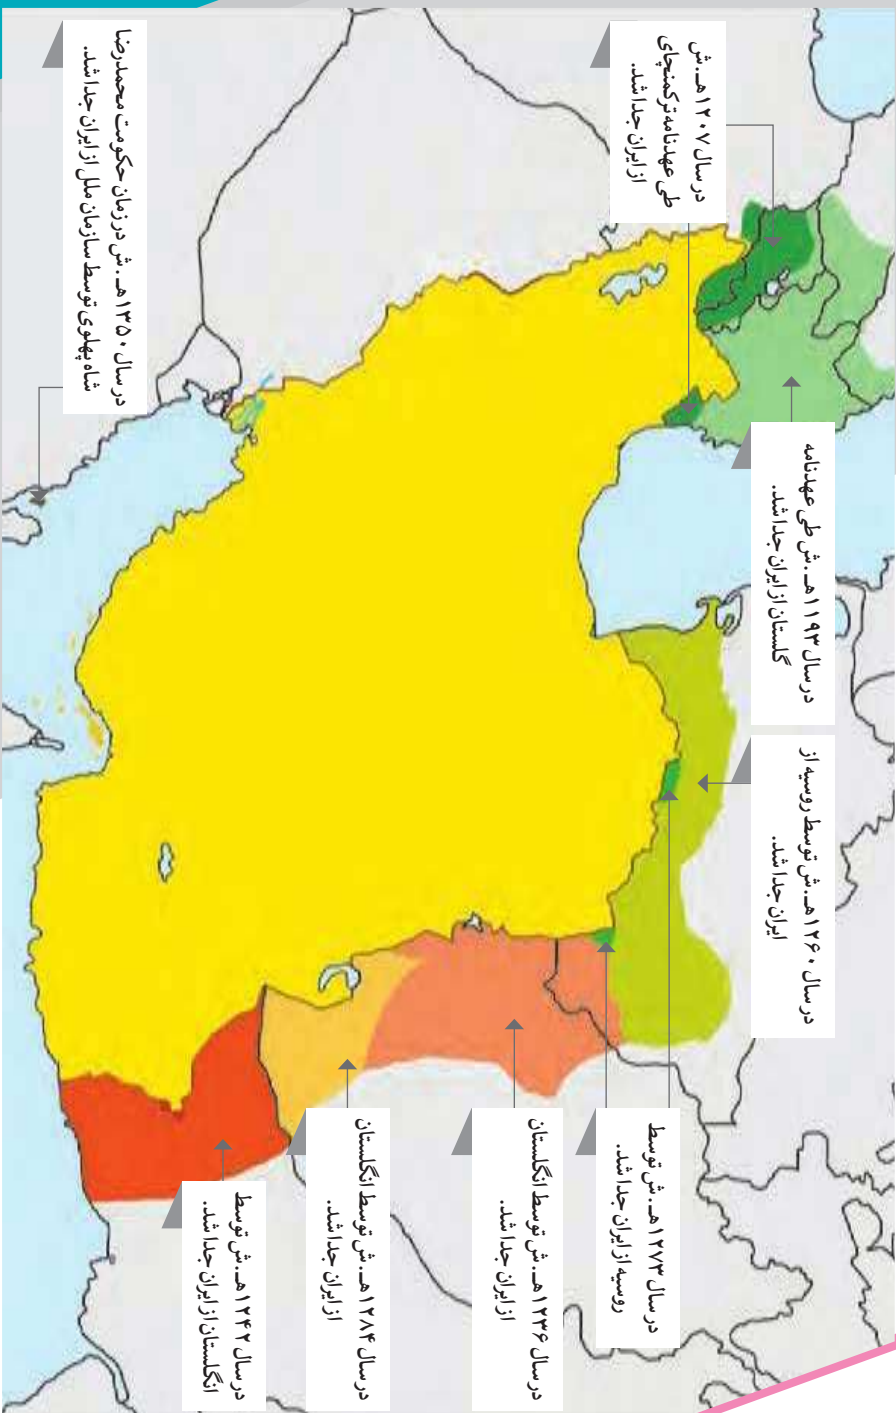 در سال ۱۲۰۷ هـ . ش
طی عهدنامه ترکمنچای
از ایران جدا شد.
در سال ۱۱۹۳ هـ . ش طی عهدنامه
گلستان از ایران جدا شد.
در سال ۱۲۶۰ هـ . ش توسط روسیه از
ایران جدا شد.
در سال ۱۲۷۳ هـ . ش توسط
روسیه از ایران جدا شد.
در سال ۱۲۳۶ هـ . ش توسط انگلستان
از ایران جدا شد.
در سال ۱۲۸۴ هـ . ش توسط انگلستان
از ایران جدا شد.
در سال ۱۲۴۲ هـ . ش توسط
انگلستان از ایران جدا شد.
در سال ۱۳۵۰ هـ . ش در زمان حکومت محمدرضا
شاه پهلوی توسط سازمان ملل از ایران جدا شد.